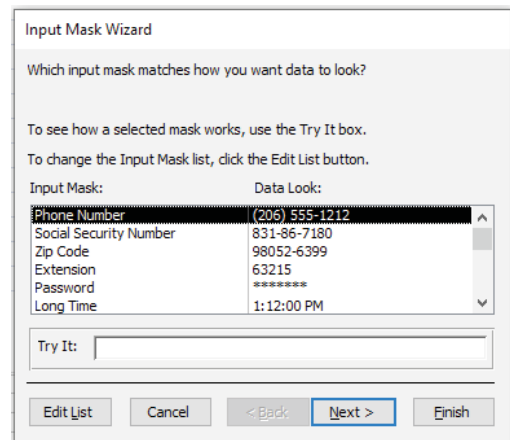 Input Mask Wizard
Which input mask matches how you want data to look?
To see how a selected mask works, use the Try It box.
To change the Input Mask list, click the Edit List button.
Input Mask: Data Look:
Phone Number (206) 555-1212
Social Security Number 831-86-7180
Zip Code 98052-6399
Extension 63215
Password *******
Long Time 1:12:00 PM
Try It:
Edit List Cancel < Back Next > Finish